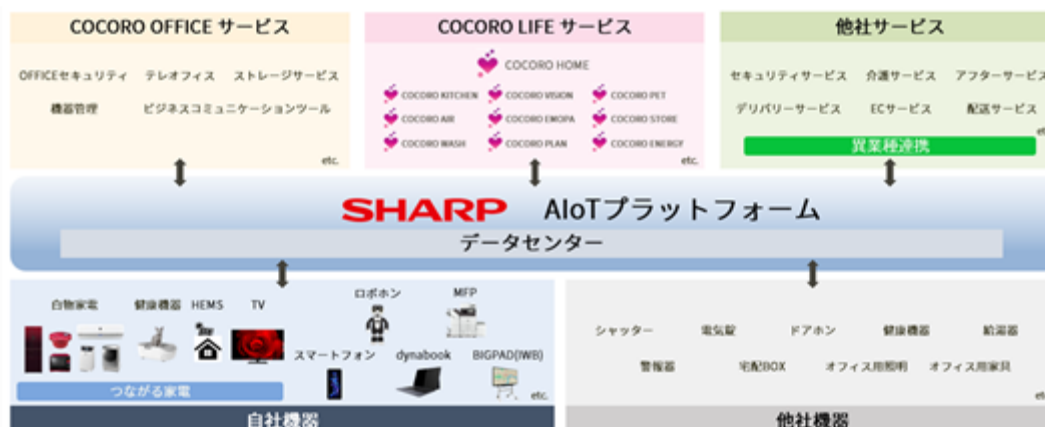 COCORO OFFICE サービス
OFFICEセキュリティ テレオフィス ストレージサービス
機器管理 ビジネスコミュニケーションツール
etc.
COCORO LIFE サービス
COCORO HOME
COCORO KITCHEN COCORO VISION COCORO PET
COCORO AIR COCORO EMOPA COCORO STORE
COCORO WASH COCORO PLAN COCORO ENERGY
etc.
他社サービス
セキュリティサービス 介護サービス アフターサービス
デリバリーサービス ECサービス 配送サービス
et
異業種連携
SHARP AIoTプラットフォーム
データセンター
白物家電 健康機器 HEMS TV
ロボホン MFP
スマートフォン dynabook BIGPAD(IWB)
つながる家電
etc.
自社機器
シャッター 電気錠 ドアホン 健康機器 給湯器
警報器 宅配BOX オフィス用照明 オフィス用家具
et
他社機器